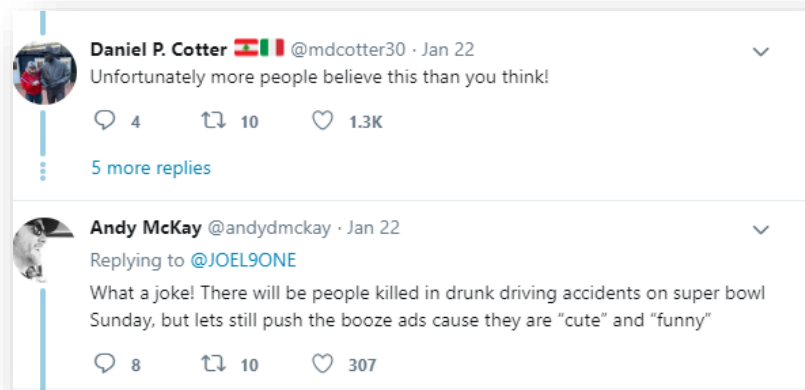 Daniel P. Cotter 🇱🇧🇮🇹 @mdcotter30 · Jan 22
Unfortunately more people believe this than you think!
4 10 1.3K
5 more replies
Andy McKay @andydmckay · Jan 22
Replying to @JOEL9ONE
What a joke! There will be people killed in drunk driving accidents on super bowl
Sunday, but lets still push the booze ads cause they are “cute” and “funny”
8 10 307